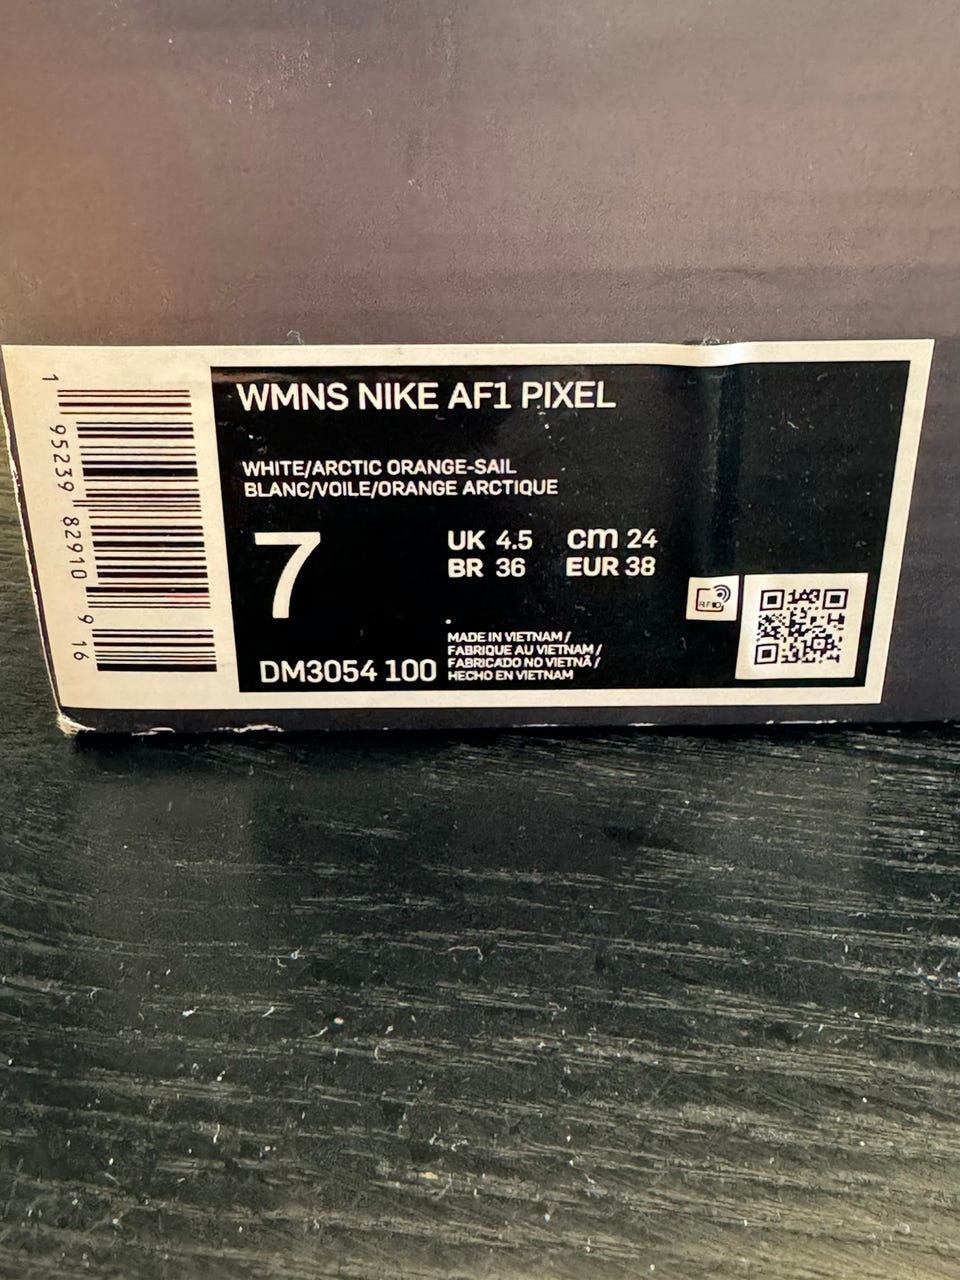 WMNS NIKE AF1 PIXEL
WHITE/ARCTIC ORANGE-SAIL
BLANC/VOILE/ORANGE ARCTIQUE
7
UK 4.5 cm 24
BR 36 EUR 38
MADE IN VIETNAM /
FABRIQUE AU VIETNAM /
FABRICADO NO VIETNÃ /
HECHO EN VIETNAM
DM3054 100
RFID
1 95239 82910 9 16